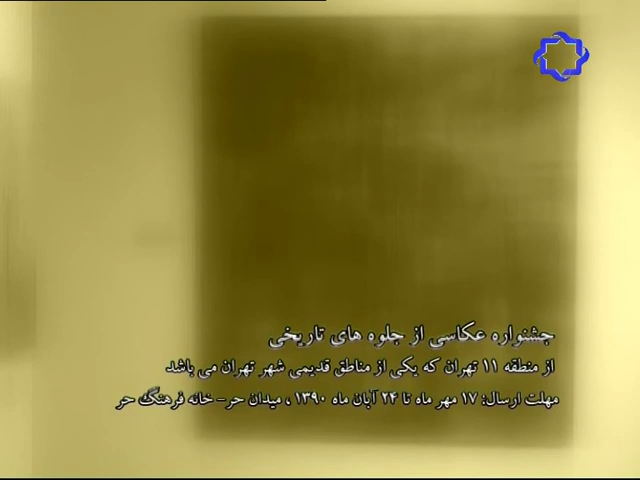 جشنواره عکاسی از جلوه های تاریخی
از منطقه ۱۱ تهران که یکی از مناطق قدیمی شهر تهران می باشد
مهلت ارسال: ۱۷ مهر ماه تا ۲۴ آبان ماه ۱۳۹۰ ، میدان حر- خانه فرهنگ حر